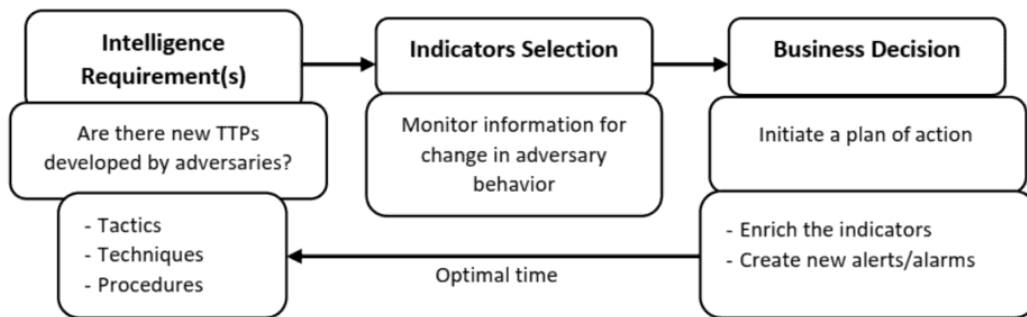 Intelligence
Requirement(s)
Are there new TTPs
developed by adversaries?
- Tactics
- Techniques
- Procedures
Indicators Selection
Monitor information for
change in adversary
behavior
Business Decision
Initiate a plan of action
- Enrich the indicators
- Create new alerts/alarms
Optimal time